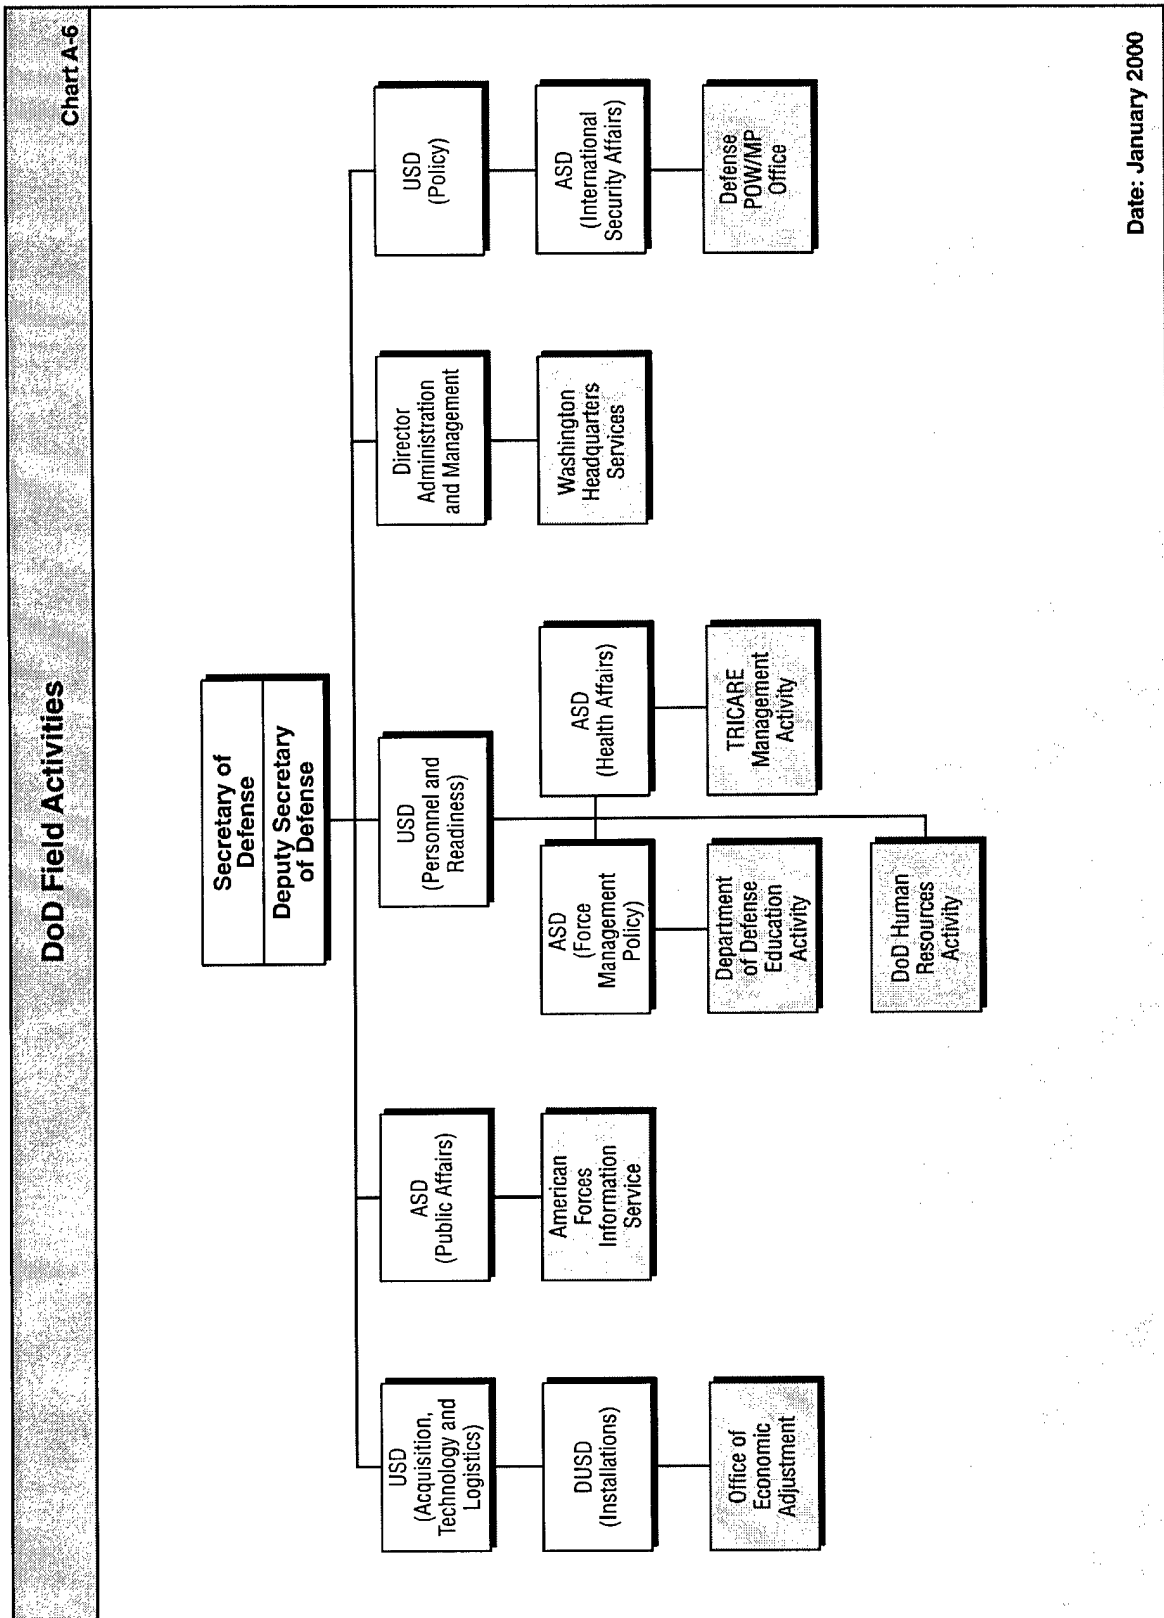 DoD Field Activities
Chart A-6
Secretary of
Defense
Deputy Secretary
of Defense
USD
(Acquisition,
Technology and
Logistics)
ASD
(Public Affairs)
USD
(Personnel and
Readiness)
Director
Administration
and Management
USD
(Policy)
DUSD
(Installations)
American
Forces
Information
Service
ASD
(Force
Management
Policy)
ASD
(Health Affairs)
Washington
Headquarters
Services
ASD
(International
Security Affairs)
Office of
Economic
Adjustment
Department
of Defense
Education
Activity
TRICARE
Management
Activity
Defense
POW/MP
Office
DoD Human
Resources
Activity
Date: January 2000